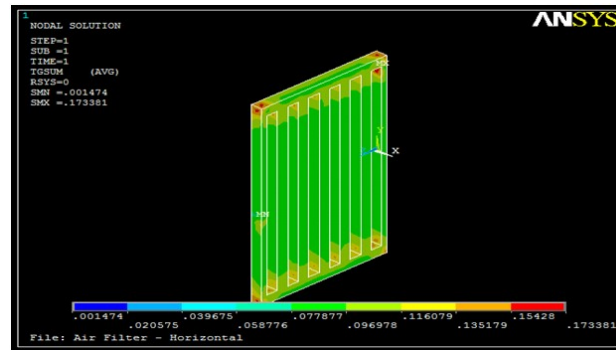 1
NODAL SOLUTION
ANSYS
STEP=1
SUB =1
TIME=1
TGSUM (AVG)
RSYS=0
SMN =.001474
SMX =.173381
MX
Y
X
MN
.001474 .039675 .077877 .116079 .15428
.020575 .058776 .096978 .135179 .173381
File: Air Filter - Horizontal